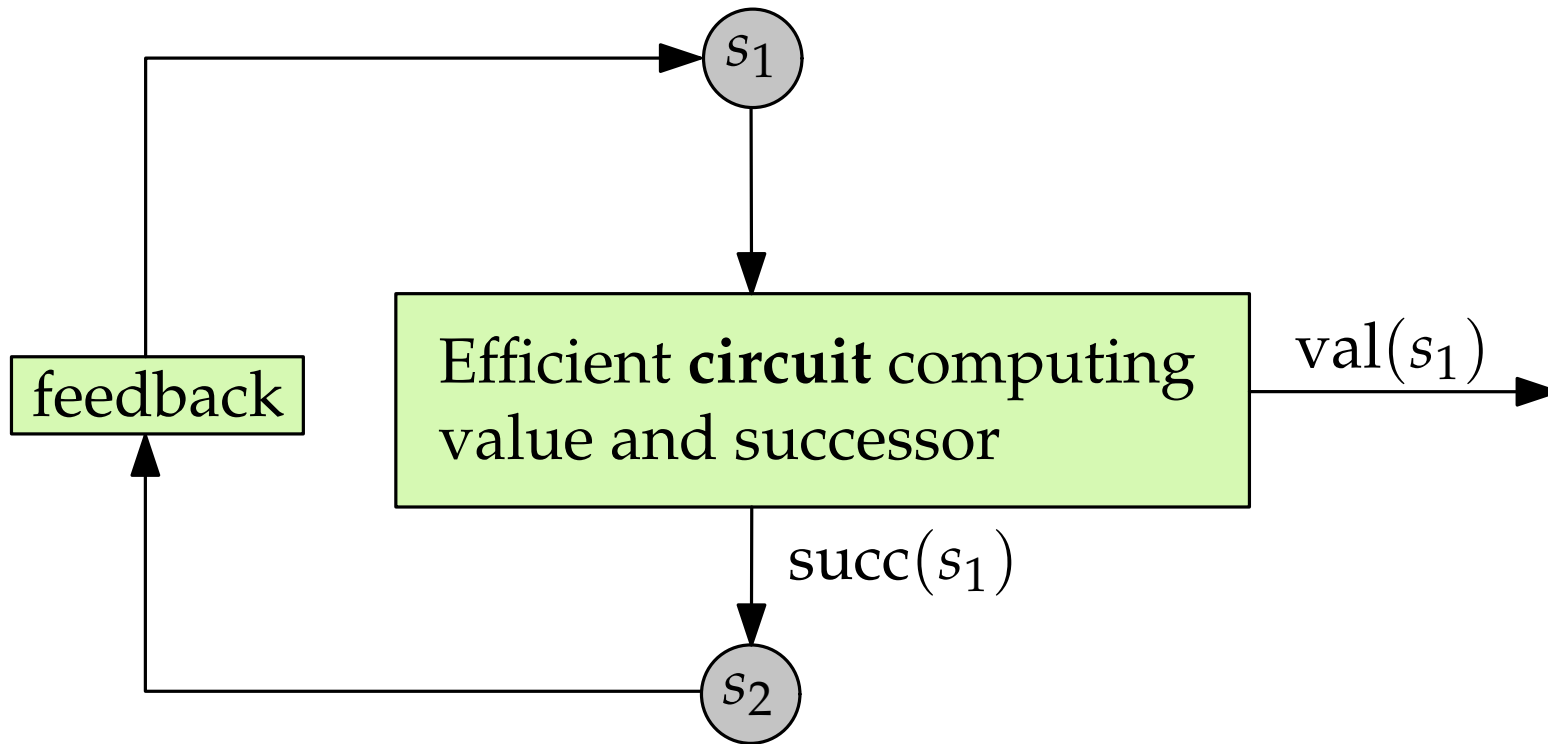 s₁
Efficient circuit computing
value and successor
val(s₁)
feedback
succ(s₁)
s₂